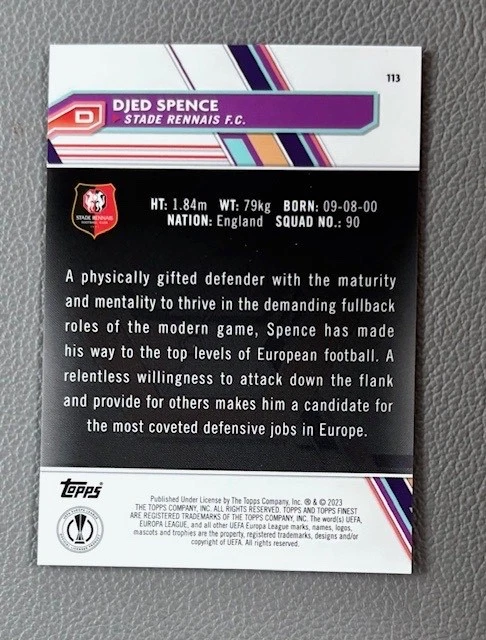 113
D
DJED SPENCE
STADE RENNAIS F.C.
STADE RENNAIS
HT: 1.84m WT: 79kg BORN: 09-08-00
NATION: England SQUAD NO.: 90
A physically gifted defender with the maturity
and mentality to thrive in the demanding fullback
roles of the modern game, Spence has made
his way to the top levels of European football. A
relentless willingness to attack down the flank
and provide for others makes him a candidate for
the most coveted defensive jobs in Europe.
topps
Published Under License by The Topps Company, Inc. ® & © 2023
THE TOPPS COMPANY, INC. ALL RIGHTS RESERVED. TOPPS AND TOPPS FINEST
ARE REGISTERED TRADEMARKS OF THE TOPPS COMPANY, INC. The word(s) UEFA,
EUROPA LEAGUE, and all other UEFA Europa League marks, names, logos,
mascots and trophies are the property, registered trademarks, designs and/or
copyright of UEFA. All rights reserved.